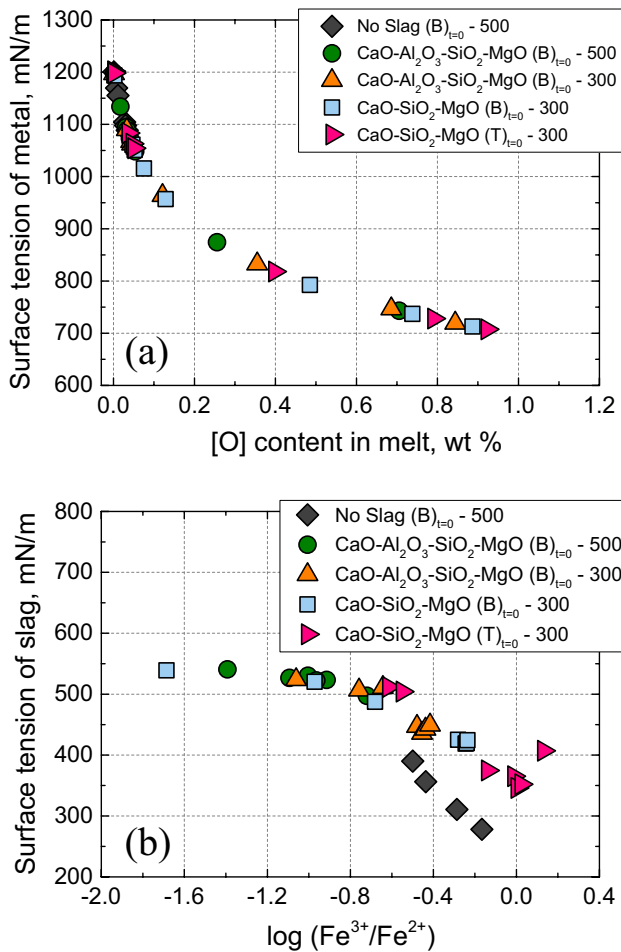 No Slag (B)t=0 - 500
CaO-Al2O3-SiO2-MgO (B)t=0 - 500
CaO-Al2O3-SiO2-MgO (B)t=0 - 300
CaO-SiO2-MgO (B)t=0 - 300
CaO-SiO2-MgO (T)t=0 - 300
Surface tension of metal, mN/m
1300
1200
1100
1000
900
800
700
600
(a)
0.0 0.2 0.4 0.6 0.8 1.0 1.2
[O] content in melt, wt %
No Slag (B)t=0 - 500
CaO-Al2O3-SiO2-MgO (B)t=0 - 500
CaO-Al2O3-SiO2-MgO (B)t=0 - 300
CaO-SiO2-MgO (B)t=0 - 300
CaO-SiO2-MgO (T)t=0 - 300
Surface tension of slag, mN/m
800
700
600
500
400
300
200
(b)
-2.0 -1.6 -1.2 -0.8 -0.4 0.0 0.4
log (Fe3+/Fe2+)